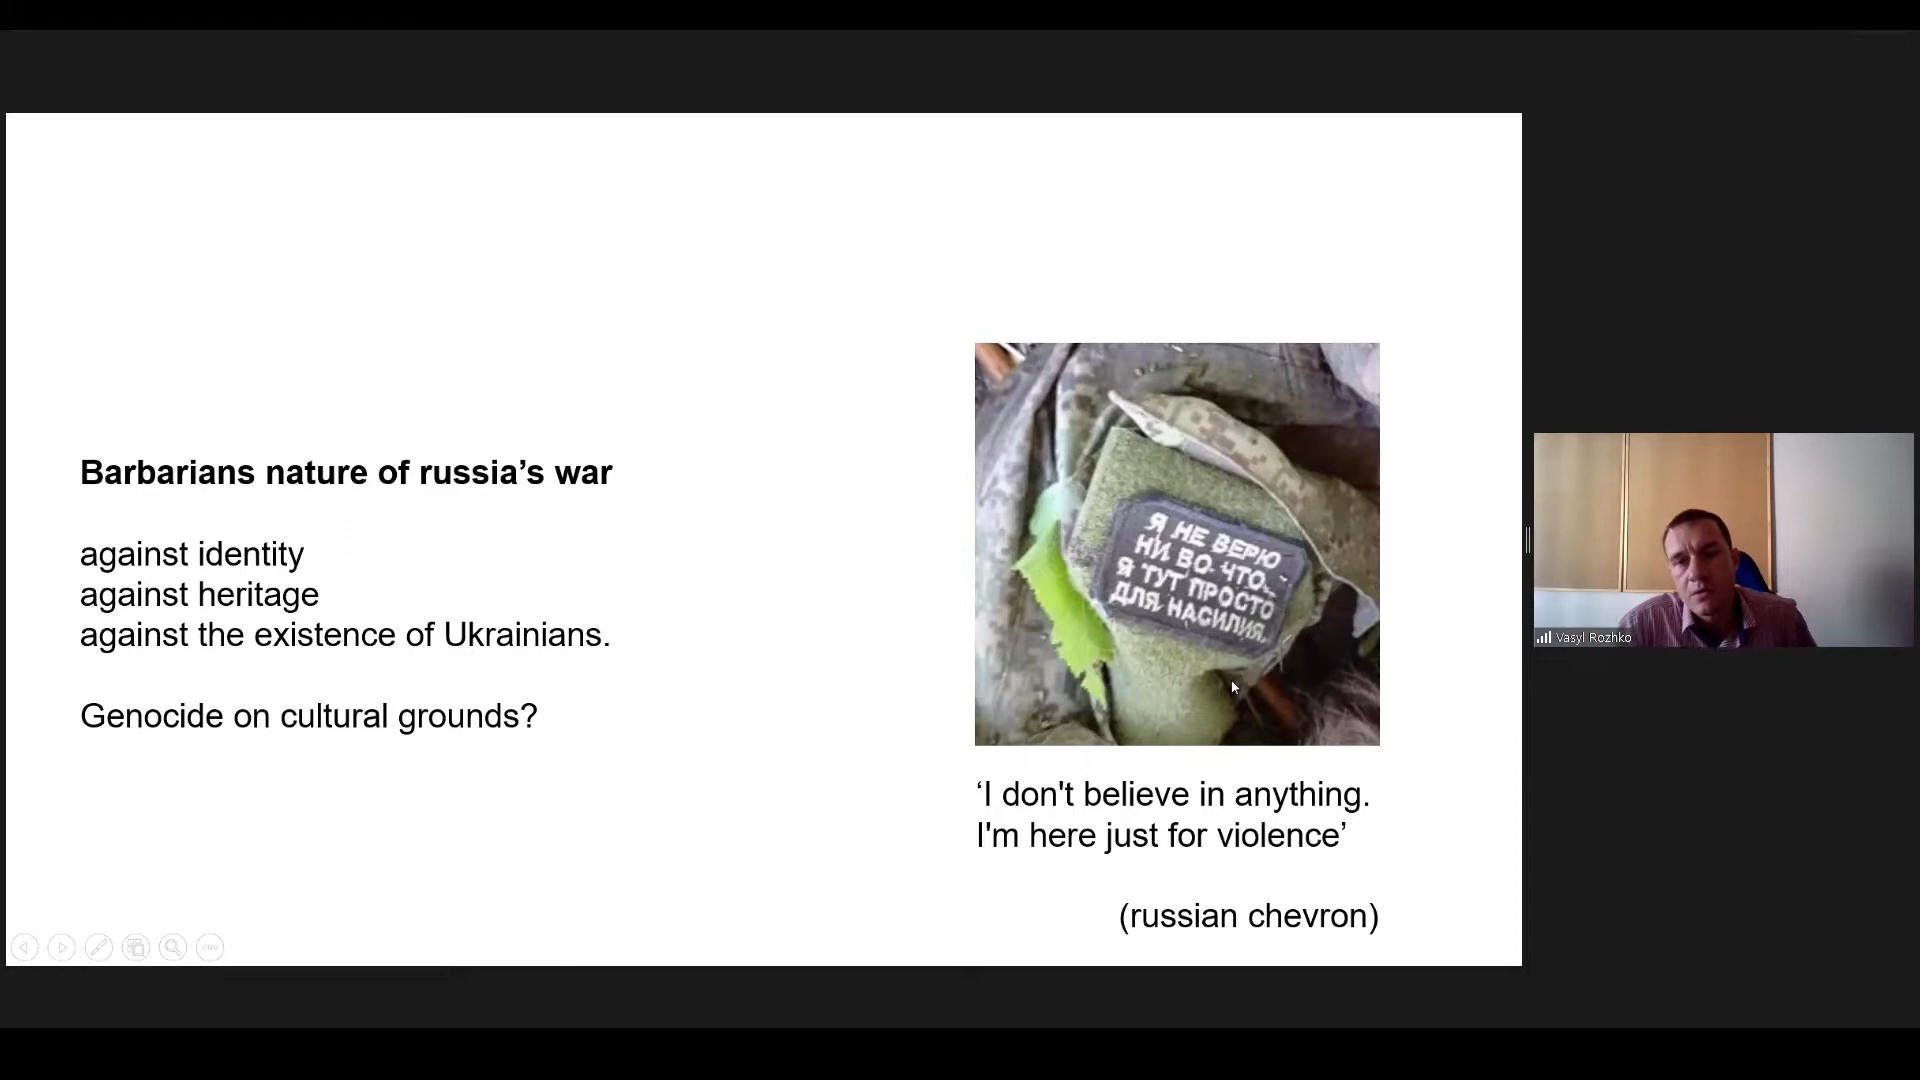 Barbarians nature of russia’s war
against identity
against heritage
against the existence of Ukrainians.
Genocide on cultural grounds?
Я НЕ ВЕРЮ
НИ ВО ЧТО.
Я ТУТ ПРОСТО
ДЛЯ НАСИЛИЯ.
‘I don't believe in anything.
I'm here just for violence’
(russian chevron)
Vasyl Rozhko